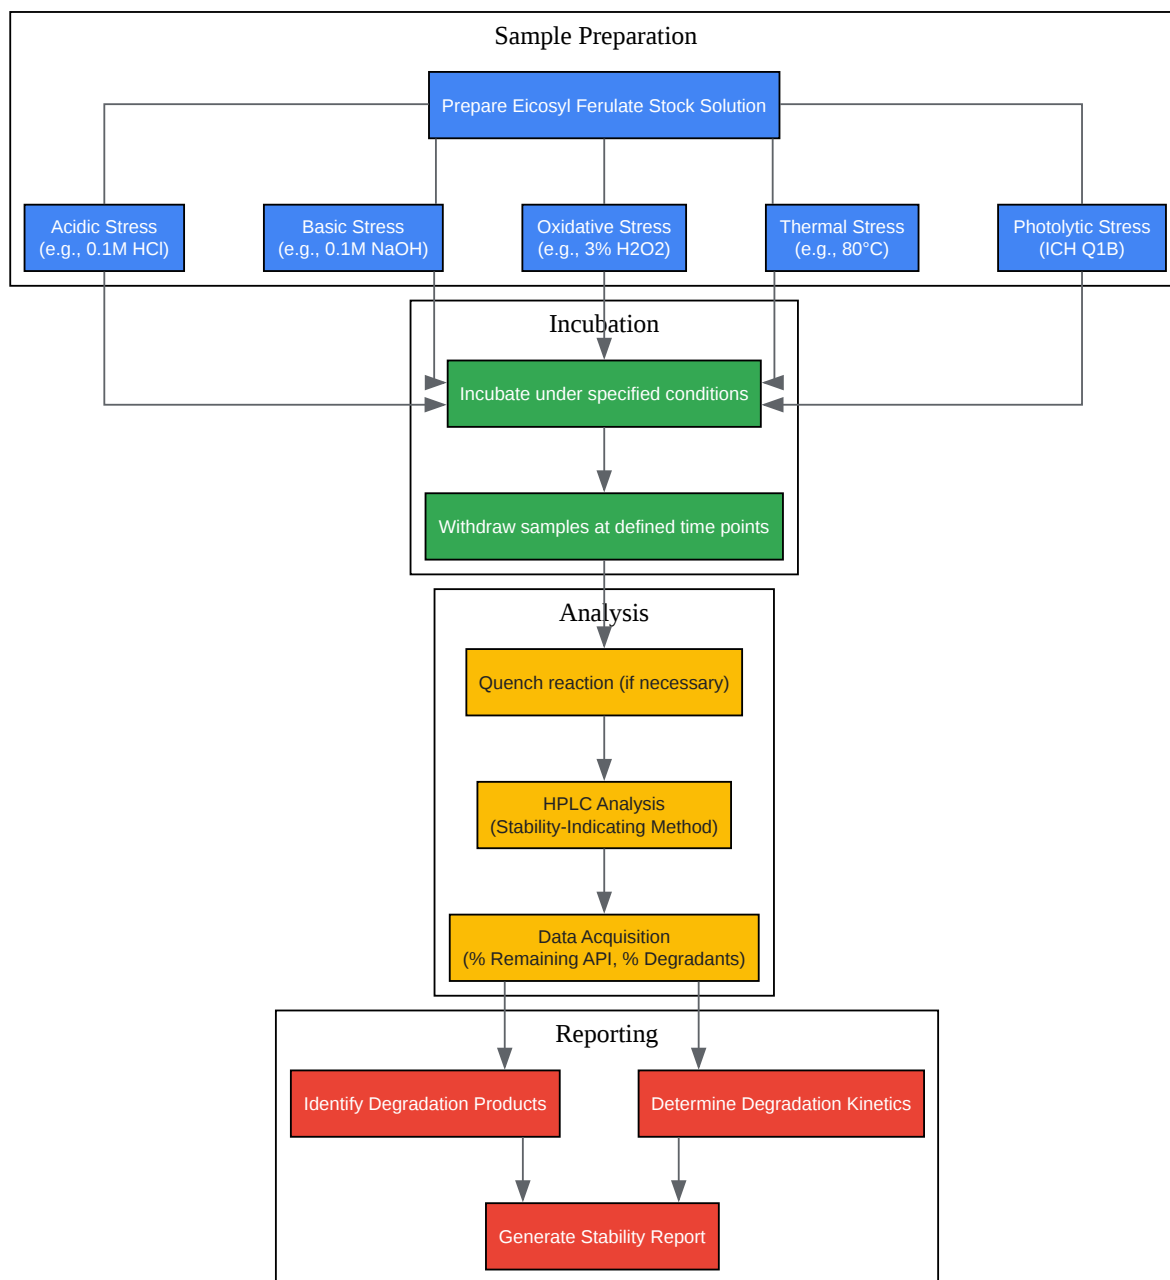 Sample Preparation
Prepare Eicosyl Ferulate Stock Solution
Acidic Stress
(e.g., 0.1M HCl)
Basic Stress
(e.g., 0.1M NaOH)
Oxidative Stress
(e.g., 3% H2O2)
Thermal Stress
(e.g., 80°C)
Photolytic Stress
(ICH Q1B)
Incubation
Incubate under specified conditions
Withdraw samples at defined time points
Analysis
Quench reaction (if necessary)
HPLC Analysis
(Stability-Indicating Method)
Data Acquisition
(% Remaining API, % Degradants)
Reporting
Identify Degradation Products
Determine Degradation Kinetics
Generate Stability Report